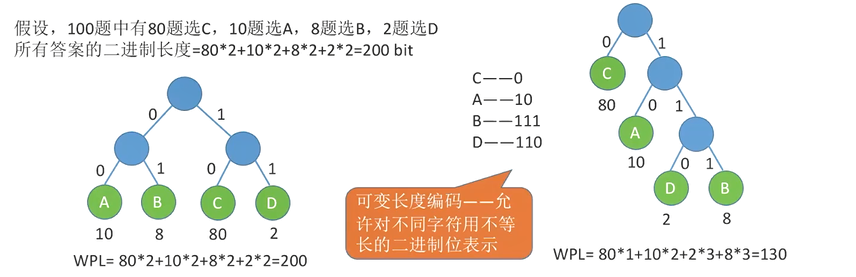 假设，100题中有80题选C，10题选A，8题选B，2题选D
所有答案的二进制长度=80*2+10*2+8*2+2*2=200 bit
0
1
0
1
0
1
A
B
C
D
10
8
80
2
WPL= 80*2+10*2+8*2+2*2=200
C——0
A——10
B——111
D——110
可变长度编码——允
许对不同字符用不等
长的二进制位表示
0
1
C
80
0
1
A
10
0
1
D
B
2
8
WPL= 80*1+10*2+2*3+8*3=130